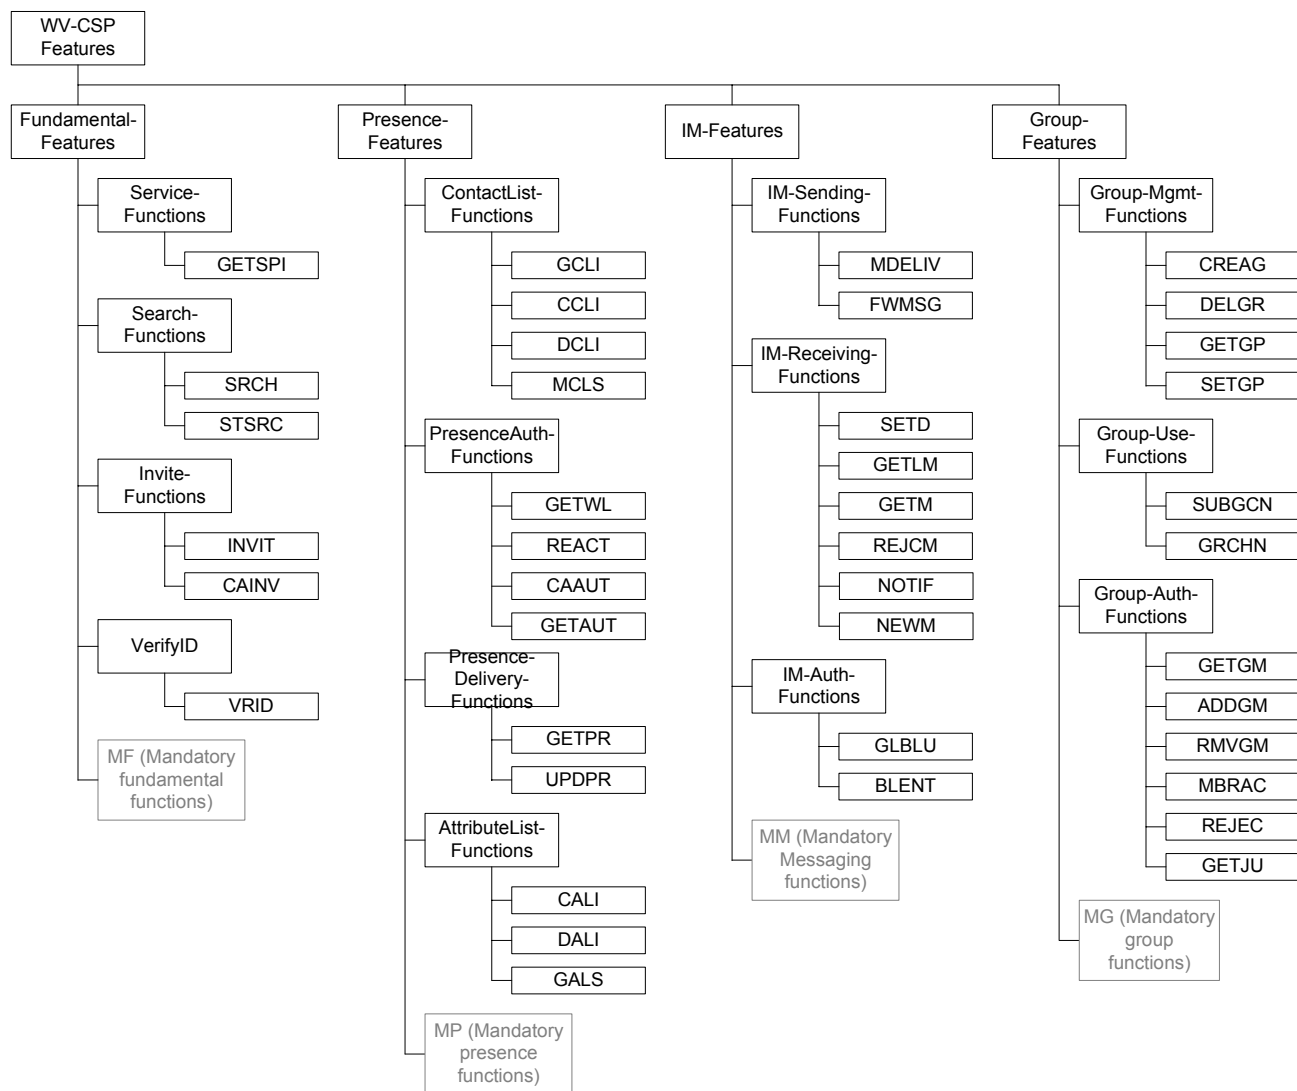 WV-CSP
Features
Fundamental-
Features
Service-
Functions
GETSPI
Search-
Functions
SRCH
STSRC
Invite-
Functions
INVIT
CAINV
VerifyID
VRID
MF (Mandatory
fundamental
functions)
Presence-
Features
ContactList-
Functions
GCLI
CCLI
DCLI
MCLS
PresenceAuth-
Functions
GETWL
REACT
CAAUT
GETAUT
Presence-
Delivery-
Functions
GETPR
UPDPR
AttributeList-
Functions
CALI
DALI
GALS
MP (Mandatory
presence
functions)
IM-Features
IM-Sending-
Functions
MDELIV
FWMSG
IM-Receiving-
Functions
SETD
GETLM
GETM
REJCM
NOTIF
NEWM
IM-Auth-
Functions
GLBLU
BLENT
MM (Mandatory
Messaging
functions)
Group-
Features
Group-Mgmt-
Functions
CREAG
DELGR
GETGP
SETGP
Group-Use-
Functions
SUBGCN
GRCHN
Group-Auth-
Functions
GETGM
ADDGM
RMVGM
MBRAC
REJEC
GETJU
MG (Mandatory
group
functions)